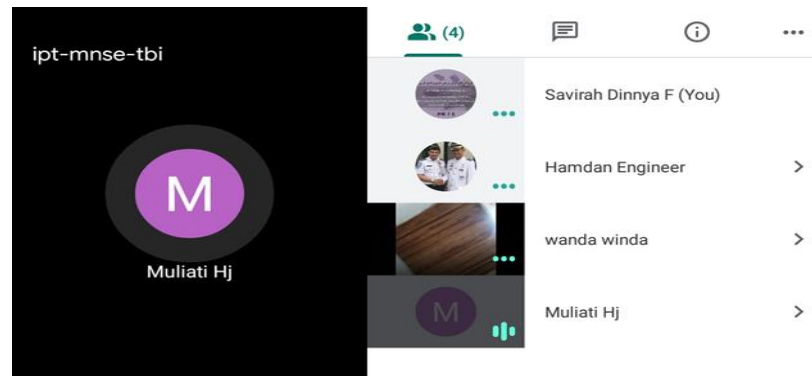 ipt-mnse-tbi
M
Muliati Hj
(4)
Savirah Dinnya F (You)
Hamdan Engineer
wanda winda
M
Muliati Hj